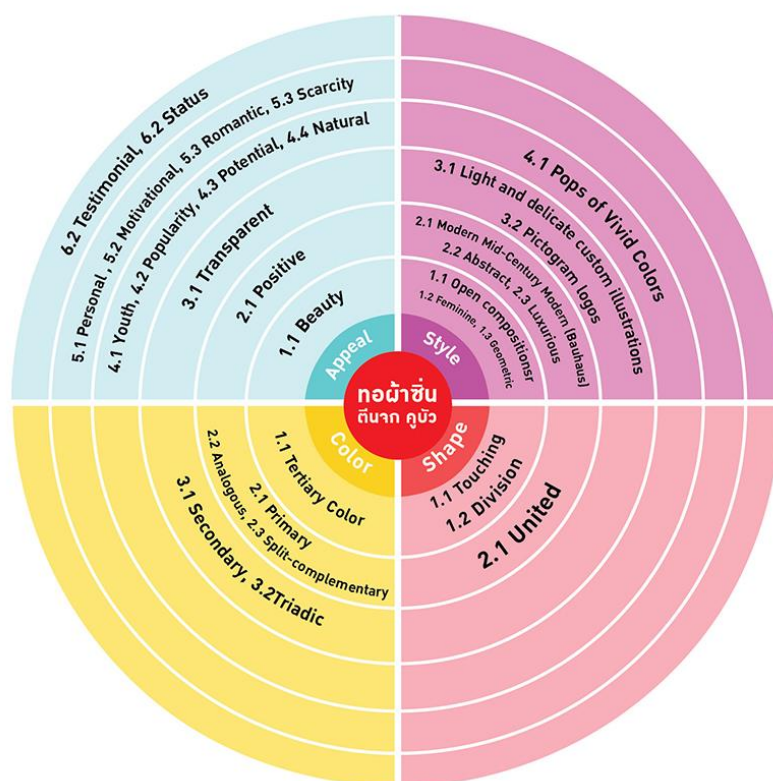 6.2 Testimonial, 6.2 Status
5.1 Personal , 5.2 Motivational, 5.3 Romantic, 5.3 Scarcity
4.1 Youth, 4.2 Popularity, 4.3 Potential, 4.4 Natural
3.1 Transparent
2.1 Positive
1.1 Beauty
Appeal
4.1 Pops of Vivid Colors
3.1 Light and delicate custom illustrations
3.2 Pictogram logos
2.1 Modern Mid-Century Modern (Bauhaus)
2.2 Abstract, 2.3 Luxurious
1.1 Open Compositionsr
1.2 Feminine, 1.3 Geometric
Style
ทอผ้าซิ่น
ตีนจก คูบัว
Color
1.1 Tertiary Color
2.1 Primary
2.2 Analogous, 2.3 Split-complementary
3.1 Secondary, 3.2Triadic
Shape
1.1 Touching
1.2 Division
2.1 United